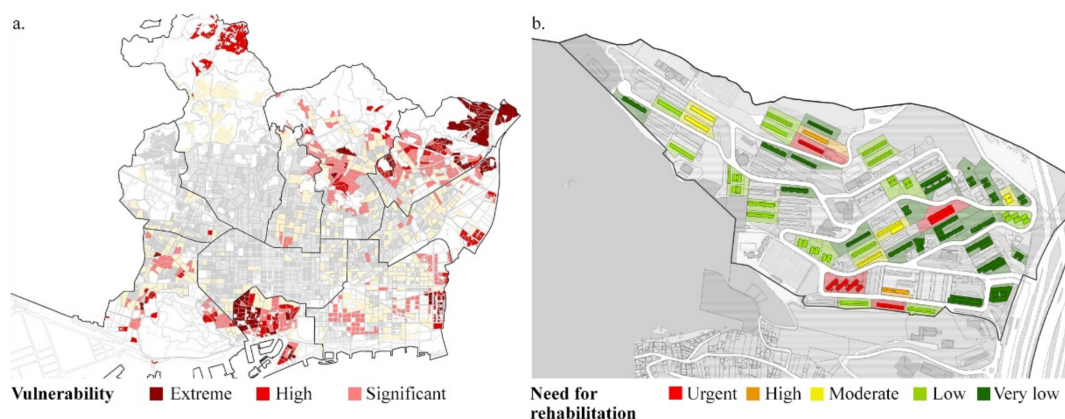 a.
b.
Vulnerability Extreme High Significant
Need for rehabilitation Urgent High Moderate Low Very low